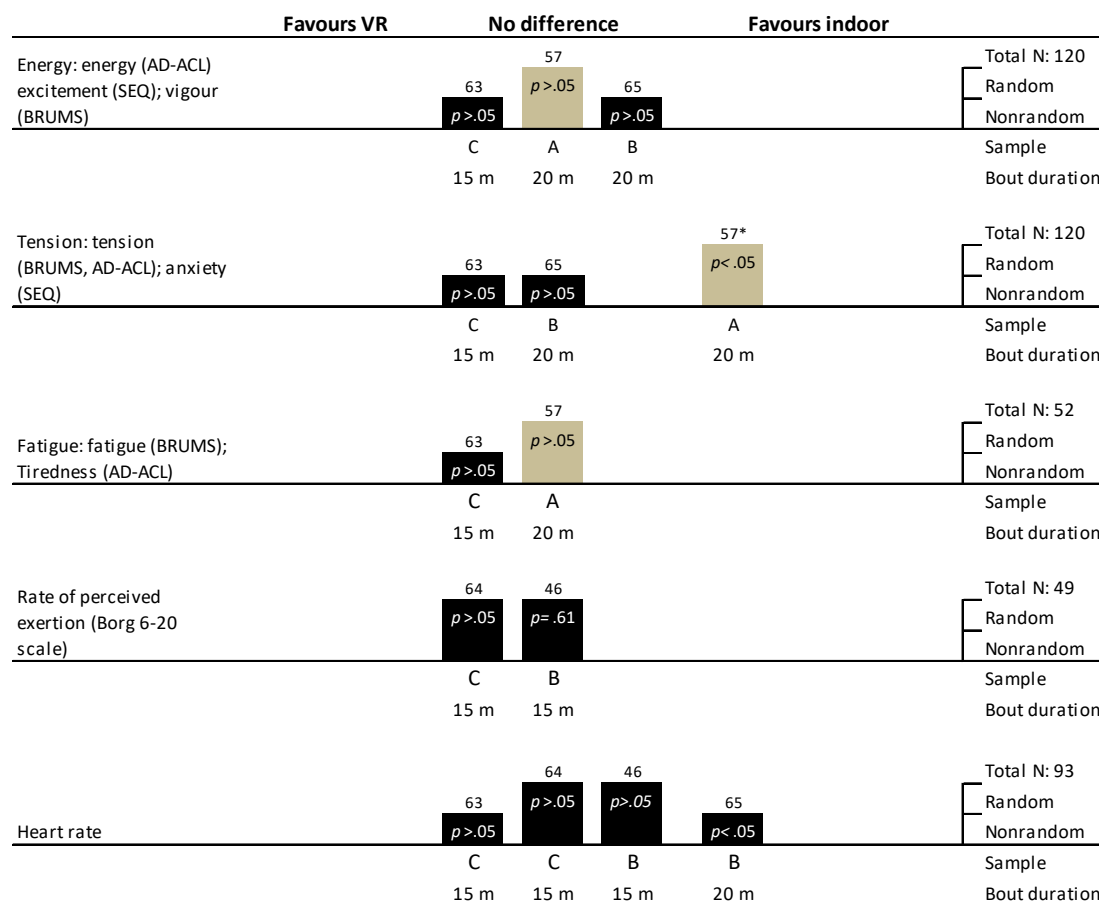 Favours VR No difference Favours indoor
57 Total N: 120
Energy: energy (AD-ACL)
excitement (SEQ); vigour
(BRUMS)
63 p >.05 65 Random
p >.05 p >.05 Nonrandom
C A B Sample
15 m 20 m 20 m Bout duration
57* Total N: 120
Tension: tension
(BRUMS, AD-ACL); anxiety
(SEQ)
63 65 p< .05 Random
p >.05 p >.05 Nonrandom
C B A Sample
15 m 20 m 20 m Bout duration
57 Total N: 52
Fatigue: fatigue (BRUMS);
Tiredness (AD-ACL)
63 p >.05 Random
p >.05 Nonrandom
C A Sample
15 m 20 m Bout duration
64 46 Total N: 49
Rate of perceived
exertion (Borg 6-20
scale)
p >.05 p= .61 Random
Nonrandom
C B Sample
15 m 15 m Bout duration
64 46 Total N: 93
63 p >.05 p>.05 65 Random
Heart rate p >.05 p< .05 Nonrandom
C C B B Sample
15 m 15 m 15 m 20 m Bout duration